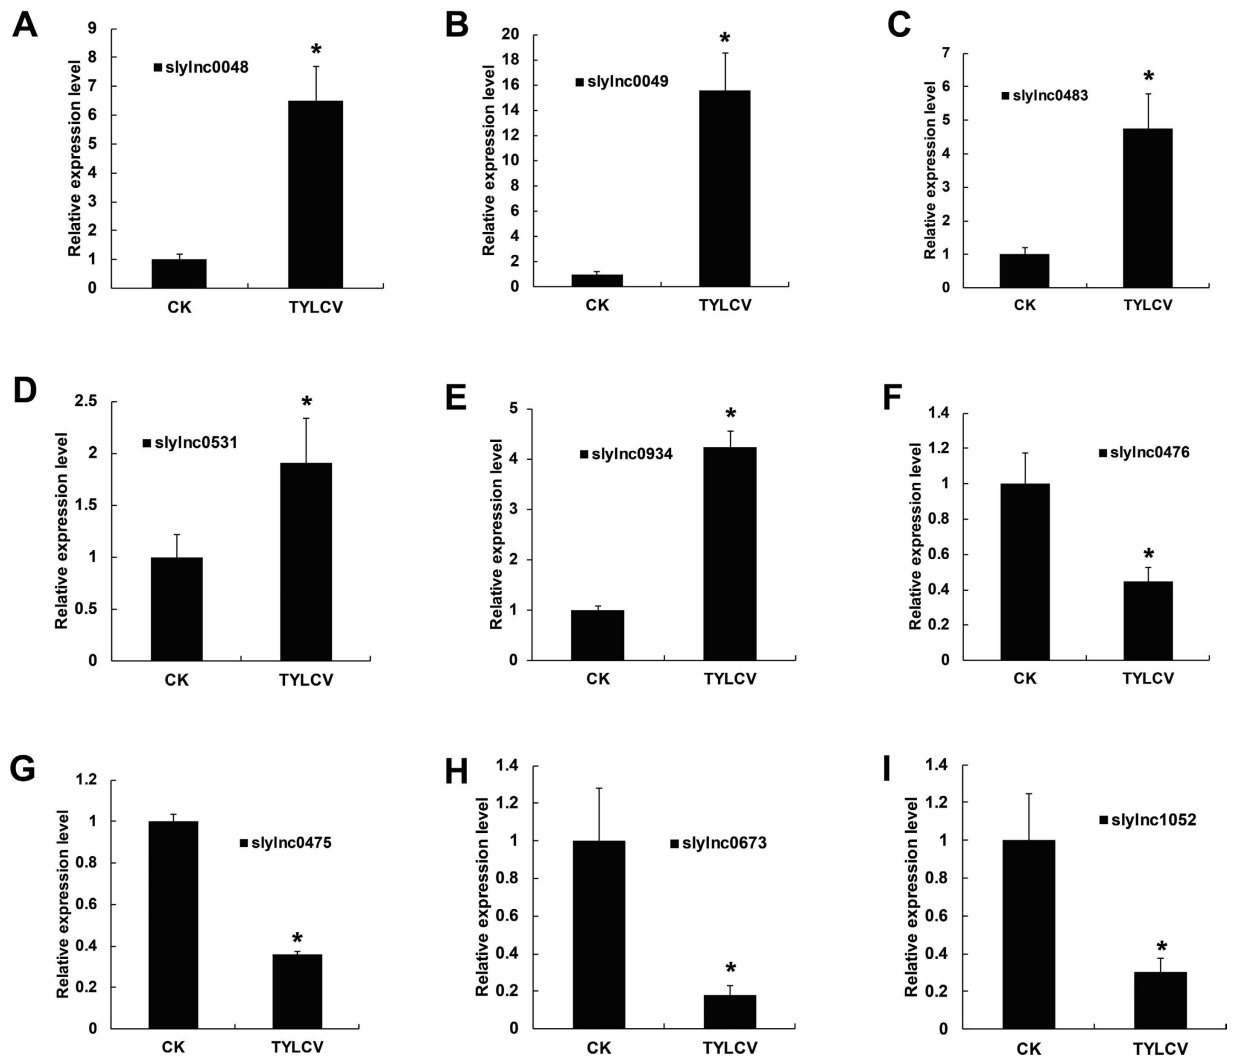 A
Relative expression level
9
8
7
6
5
4
3
2
1
0
slylnc0048
*
CK
TYLCV
B
Relative expression level
20
18
16
14
12
10
8
6
4
2
0
slylnc0049
*
CK
TYLCV
C
Relative expression level
7
6
5
4
3
2
1
0
slylnc0483
*
CK
TYLCV
D
Relative expression level
2.5
2
1.5
1
0.5
0
slylnc0531
*
CK
TYLCV
E
Relative expression level
5
4
3
2
1
0
slylnc0934
*
CK
TYLCV
F
Relative expression level
1.4
1.2
1
0.8
0.6
0.4
0.2
0
slylnc0476
*
CK
TYLCV
G
Relative expression level
1.2
1
0.8
0.6
0.4
0.2
0
slylnc0475
*
CK
TYLCV
H
Relative expression level
1.4
1.2
1
0.8
0.6
0.4
0.2
0
slylnc0673
*
CK
TYLCV
I
Relative expression level
1.4
1.2
1
0.8
0.6
0.4
0.2
0
slylnc1052
*
CK
TYLCV